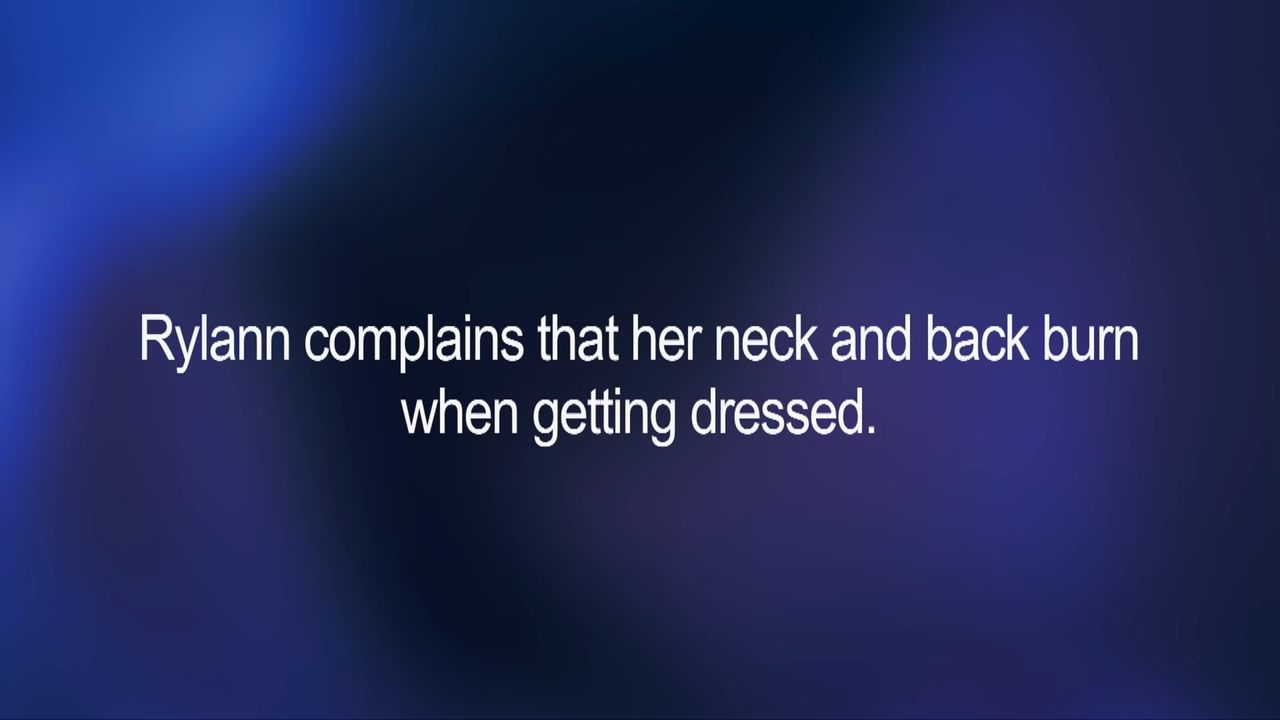 Rylann complains that her neck and back burn
when getting dressed.